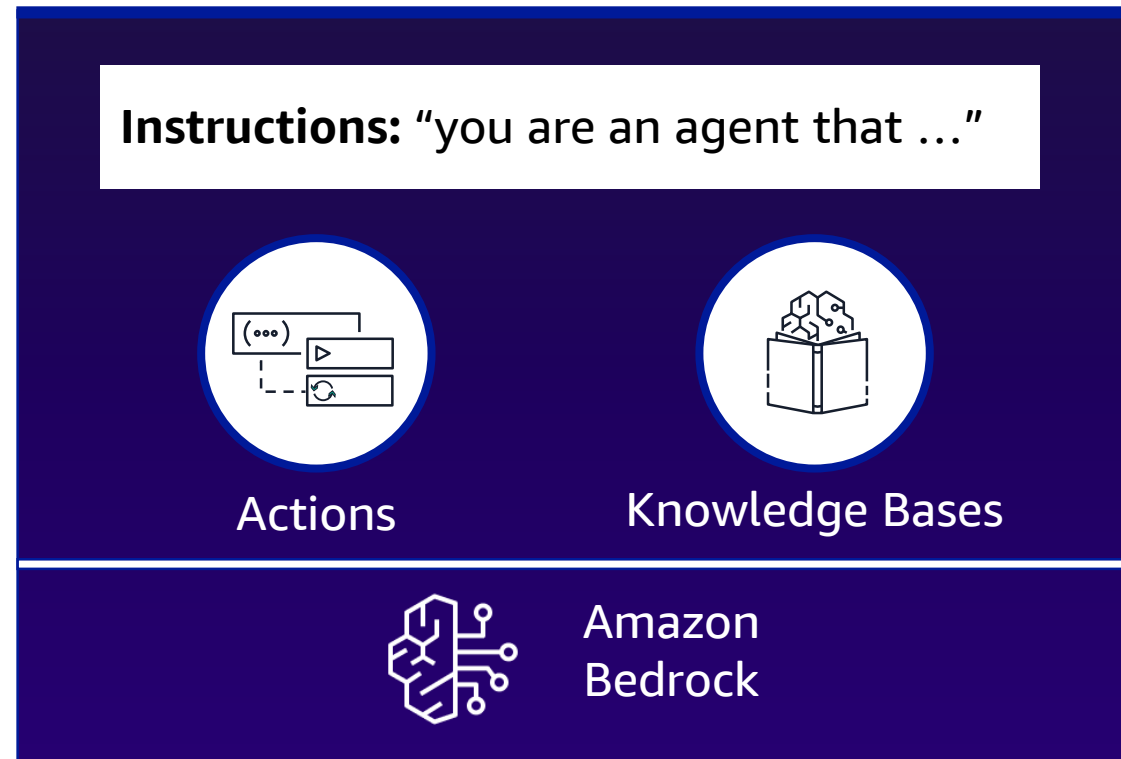 Instructions: “you are an agent that …”
Actions
Knowledge Bases
Amazon
Bedrock